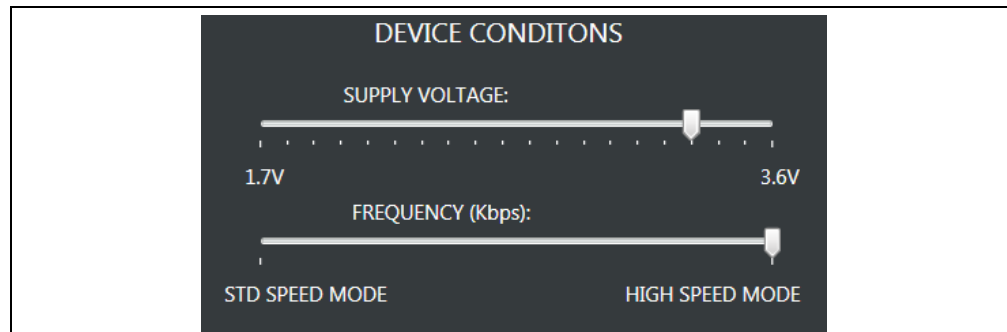 DEVICE CONDITONS
SUPPLY VOLTAGE:
1.7V 3.6V
FREQUENCY (Kbps):
STD SPEED MODE HIGH SPEED MODE